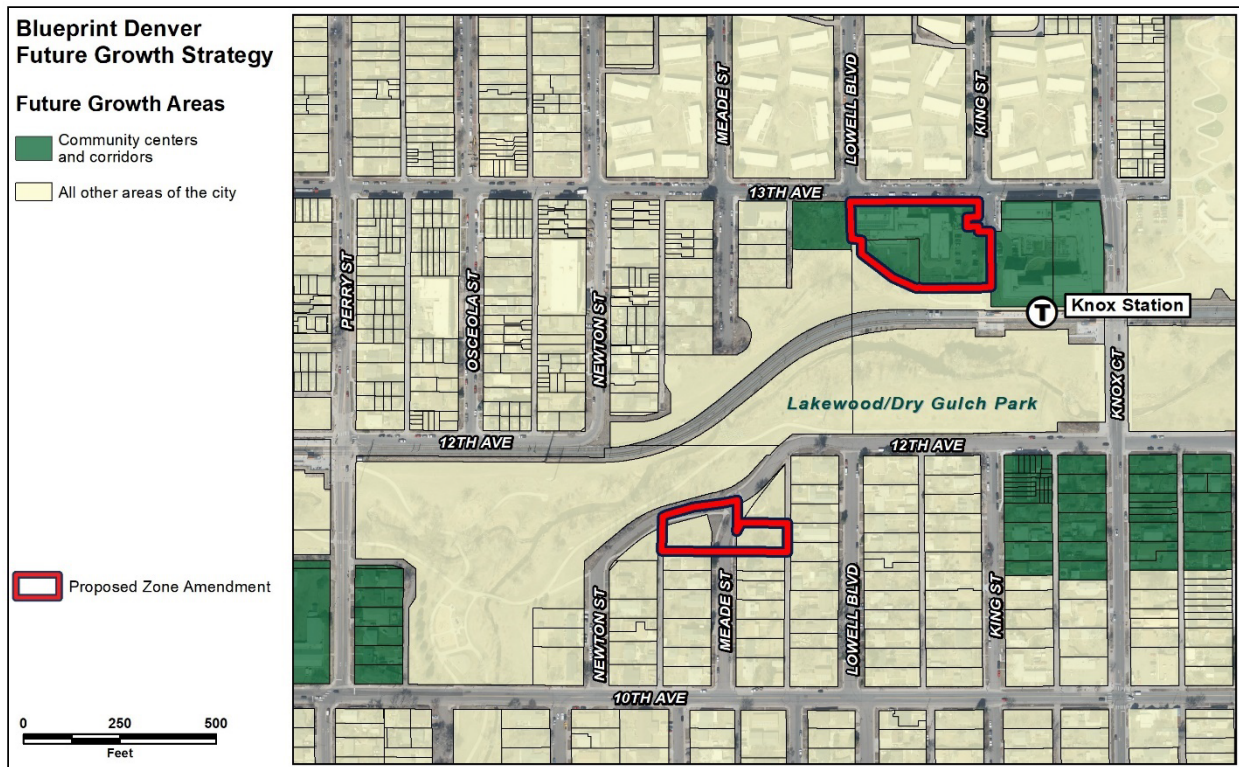 Blueprint Denver
Future Growth Strategy
Future Growth Areas
Community centers
and corridors
All other areas of the city
Proposed Zone Amendment
0 250 500
Feet
MEADE ST
LOWELL BLVD
KING ST
13TH AVE
PERRY ST
OSCEOLA ST
NEWTON ST
T
Knox Station
KNOX CT
Lakewood/Dry Gulch Park
12TH AVE
12TH AVE
NEWTON ST
MEADE ST
LOWELL BLVD
KING ST
10TH AVE